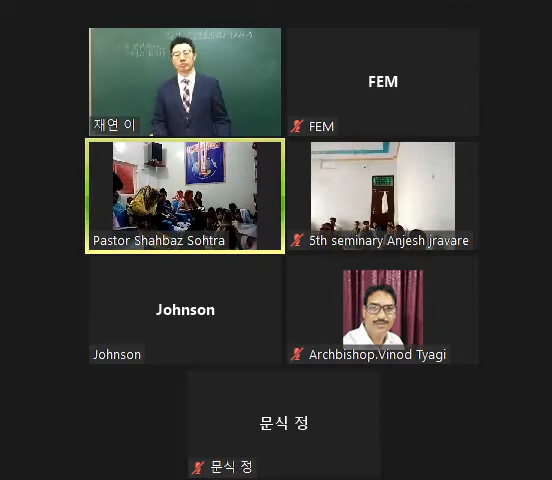 재연 이
FEM
FEM
Pastor Shahbaz Sohtra
5th seminary Anjesh jravare
Johnson
Johnson
Archbishop.Vinod Tyagi
문식 정
문식 정